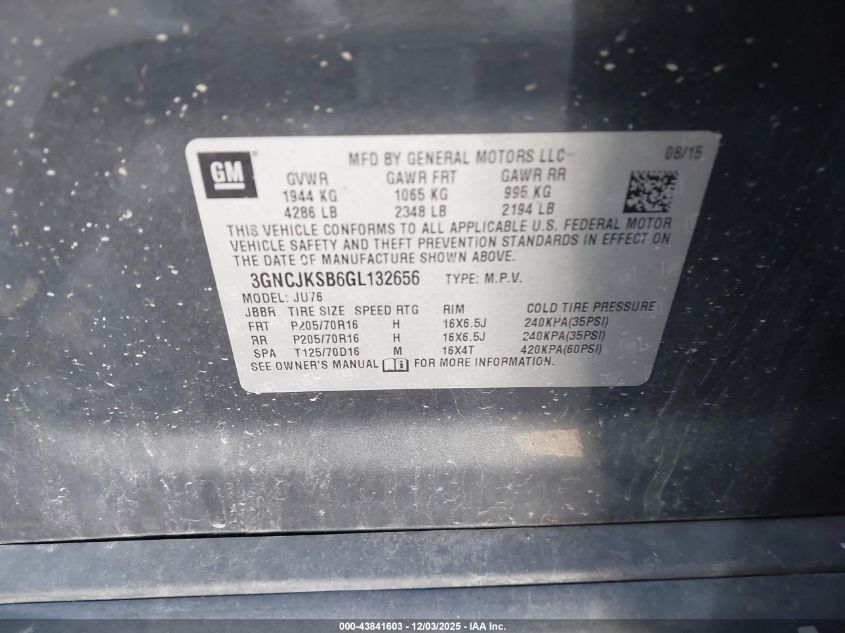 GM
MFD BY GENERAL MOTORS LLC
08/15
GVWR GAWR FRT GAWR RR
1944 KG 1065 KG 995 KG
4286 LB 2348 LB 2194 LB
THIS VEHICLE CONFORMS TO ALL APPLICABLE U.S. FEDERAL MOTOR
VEHICLE SAFETY AND THEFT PREVENTION STANDARDS IN EFFECT ON
THE DATE OF MANUFACTURE SHOWN ABOVE.
3GNCJKSB6GL132656 TYPE: M.P.V.
MODEL: JU76
JBBR TIRE SIZE SPEED RTG RIM COLD TIRE PRESSURE
FRT P205/70R16 H 16X6.5J 240KPA(35PSI)
RR P205/70R16 H 16X6.5J 240KPA(35PSI)
SPA T125/70D16 M 16X4T 420KPA(60PSI)
SEE OWNER'S MANUAL FOR MORE INFORMATION
000-43841603 - 12/03/2025 - IAA Inc.